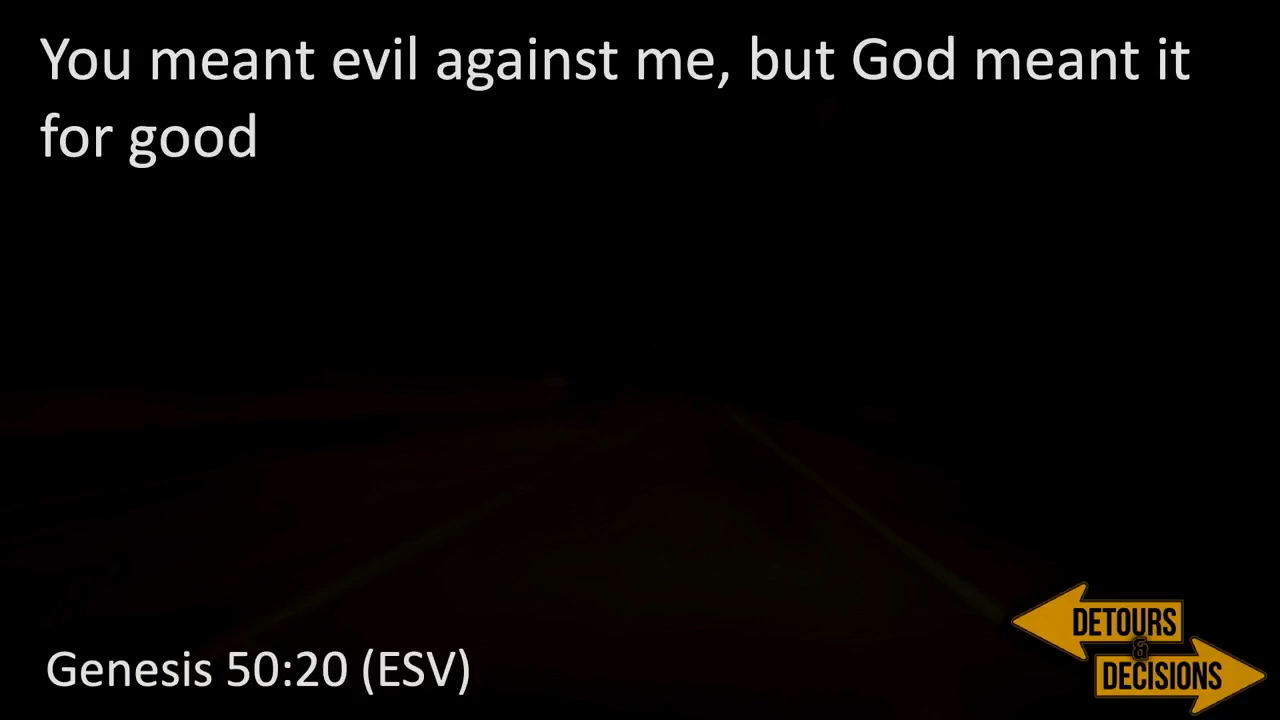 You meant evil against me, but God meant it
for good
Genesis 50:20 (ESV)
DETOURS
&
DECISIONS